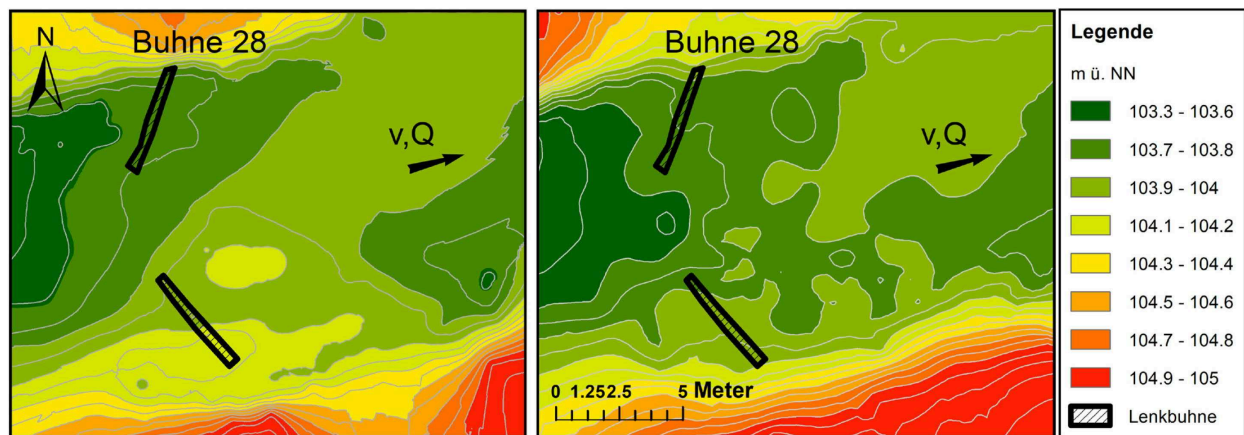 Buhne 28
N
v,Q
Buhne 28
v,Q
0 1.25 2.5 5 Meter
Legende
m ü. NN
103.3 - 103.6
103.7 - 103.8
103.9 - 104
104.1 - 104.2
104.3 - 104.4
104.5 - 104.6
104.7 - 104.8
104.9 - 105
Lenkbuhne